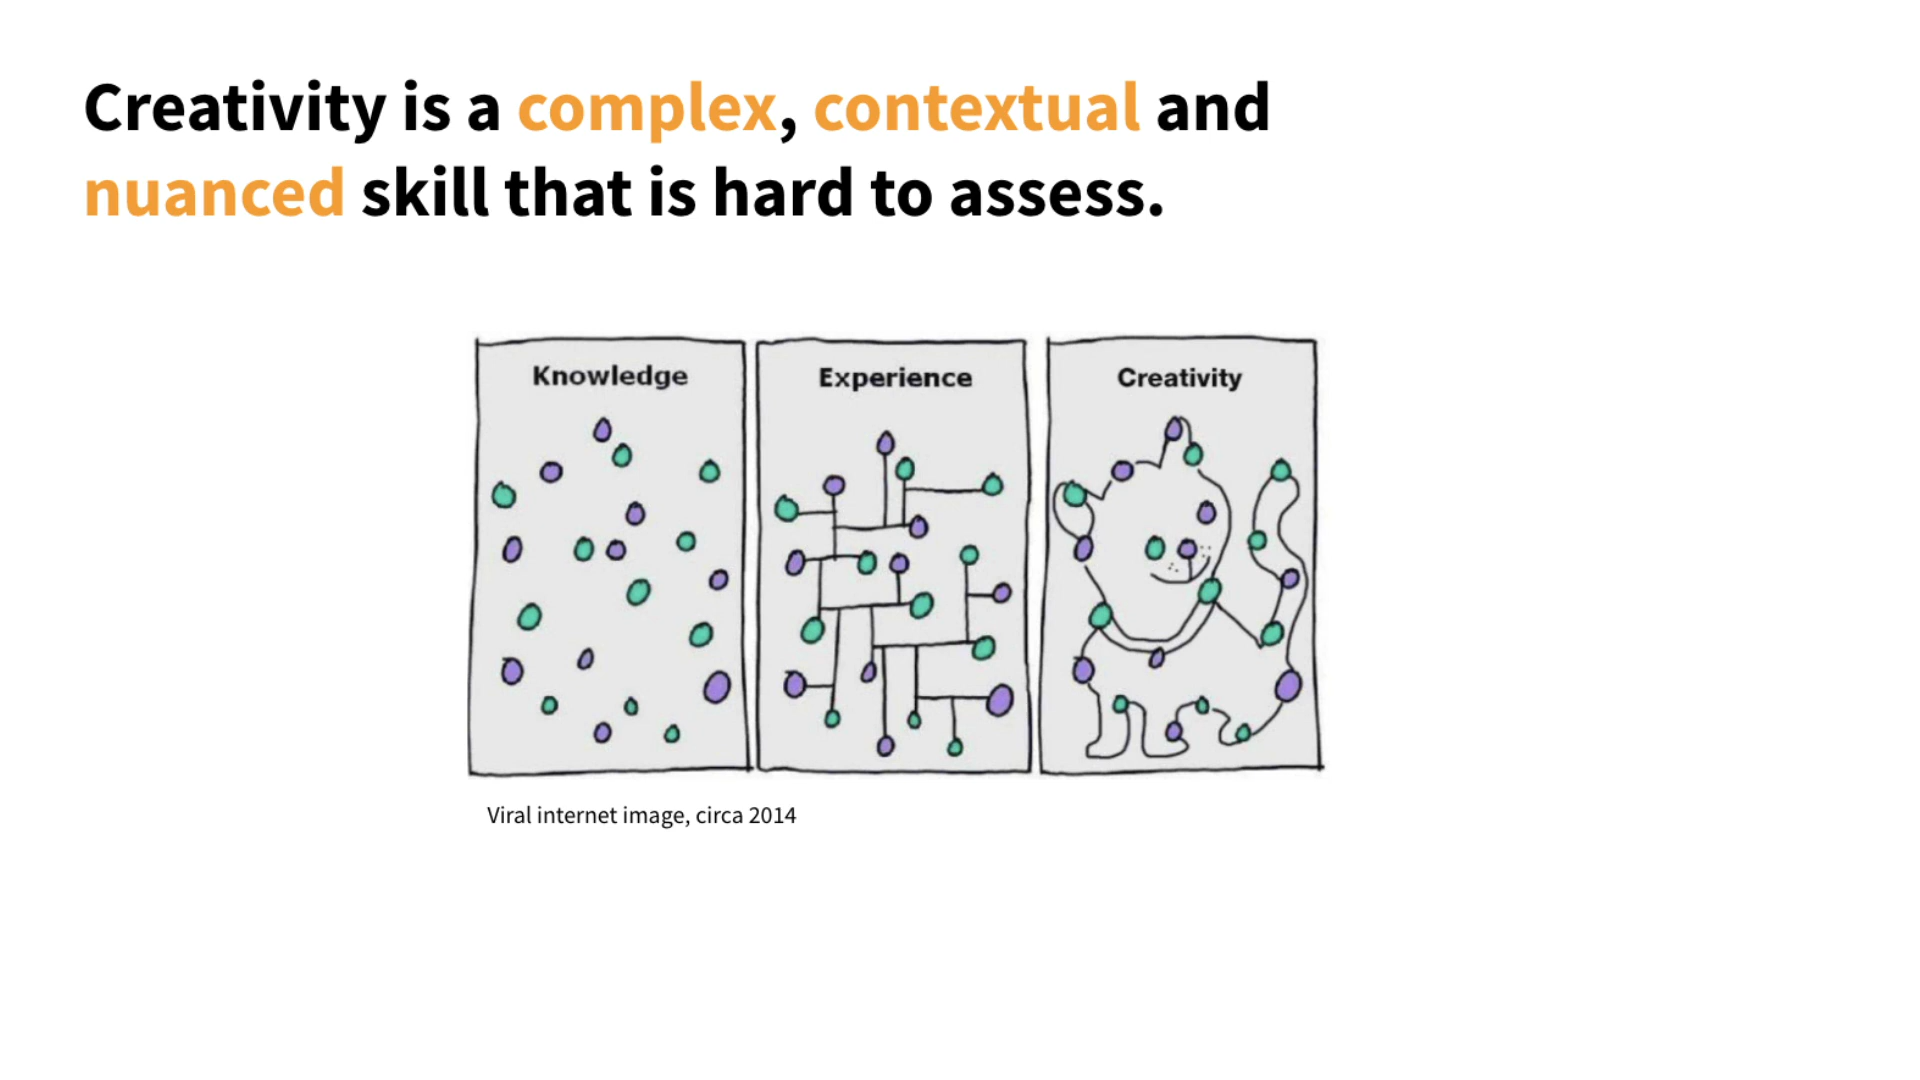 Creativity is a complex, contextual and
nuanced skill that is hard to assess.
Knowledge
Experience
Creativity
Viral internet image, circa 2014